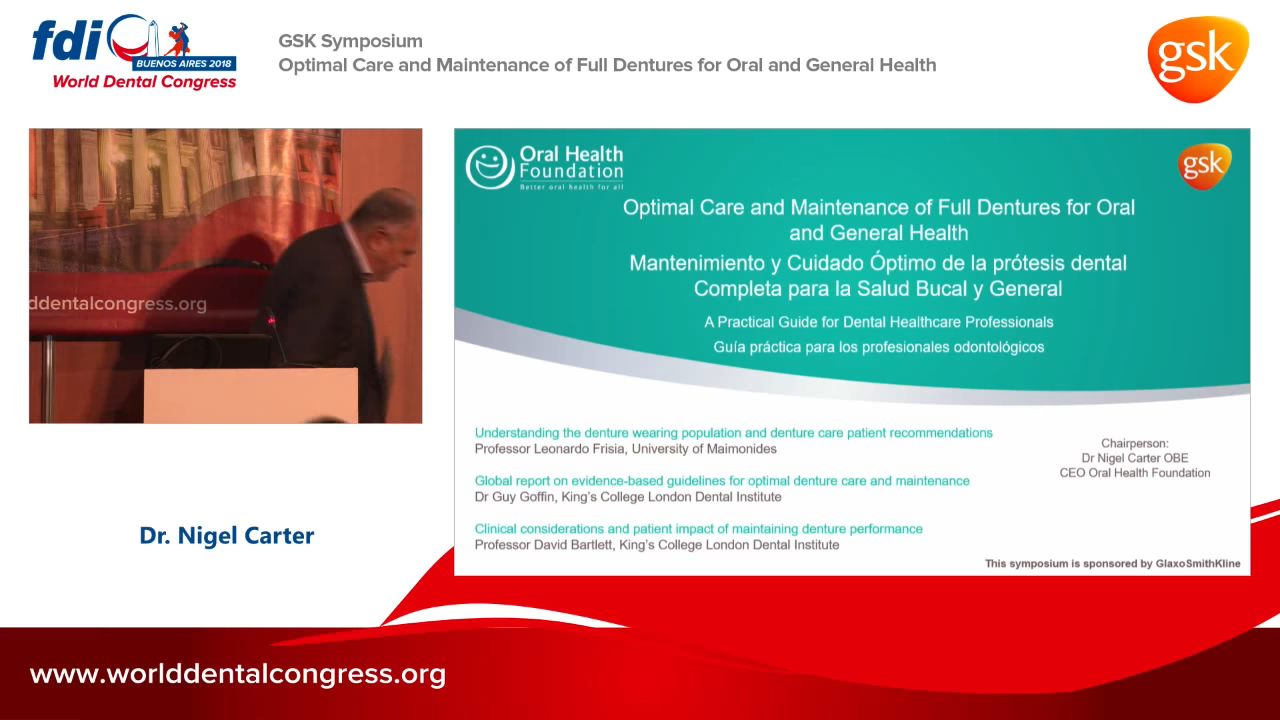 fdi
BUENOS AIRES 2018
World Dental Congress
GSK Symposium
Optimal Care and Maintenance of Full Dentures for Oral and General Health
gsk
ddentalcongress.org
Oral Health
Foundation
Better oral health for all
gsk
Optimal Care and Maintenance of Full Dentures for Oral
and General Health
Mantenimiento y Cuidado Óptimo de la prótesis dental
Completa para la Salud Bucal y General
A Practical Guide for Dental Healthcare Professionals
Guía práctica para los profesionales odontológicos
Understanding the denture wearing population and denture care patient recommendations
Professor Leonardo Frisia, University of Maimonides
Global report on evidence-based guidelines for optimal denture care and maintenance
Dr Guy Goffin, King's College London Dental Institute
Clinical considerations and patient impact of maintaining denture performance
Professor David Bartlett, King's College London Dental Institute
Chairperson:
Dr Nigel Carter OBE
CEO Oral Health Foundation
This symposium is sponsored by GlaxoSmithKline
Dr. Nigel Carter
www.worlddentalcongress.org